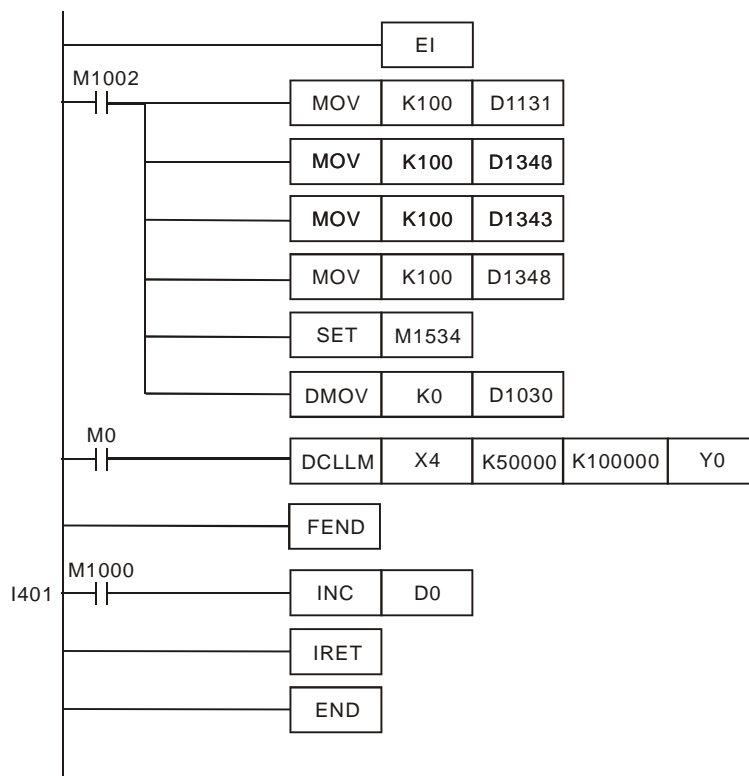 EI
M1002
MOV K100 D1131
MOV K100 D1340
MOV K100 D1343
MOV K100 D1348
SET M1534
DMOV K0 D1030
M0
DCLLM X4 K50000 K100000 Y0
FEND
M1000
I401 INC D0
IRET
END